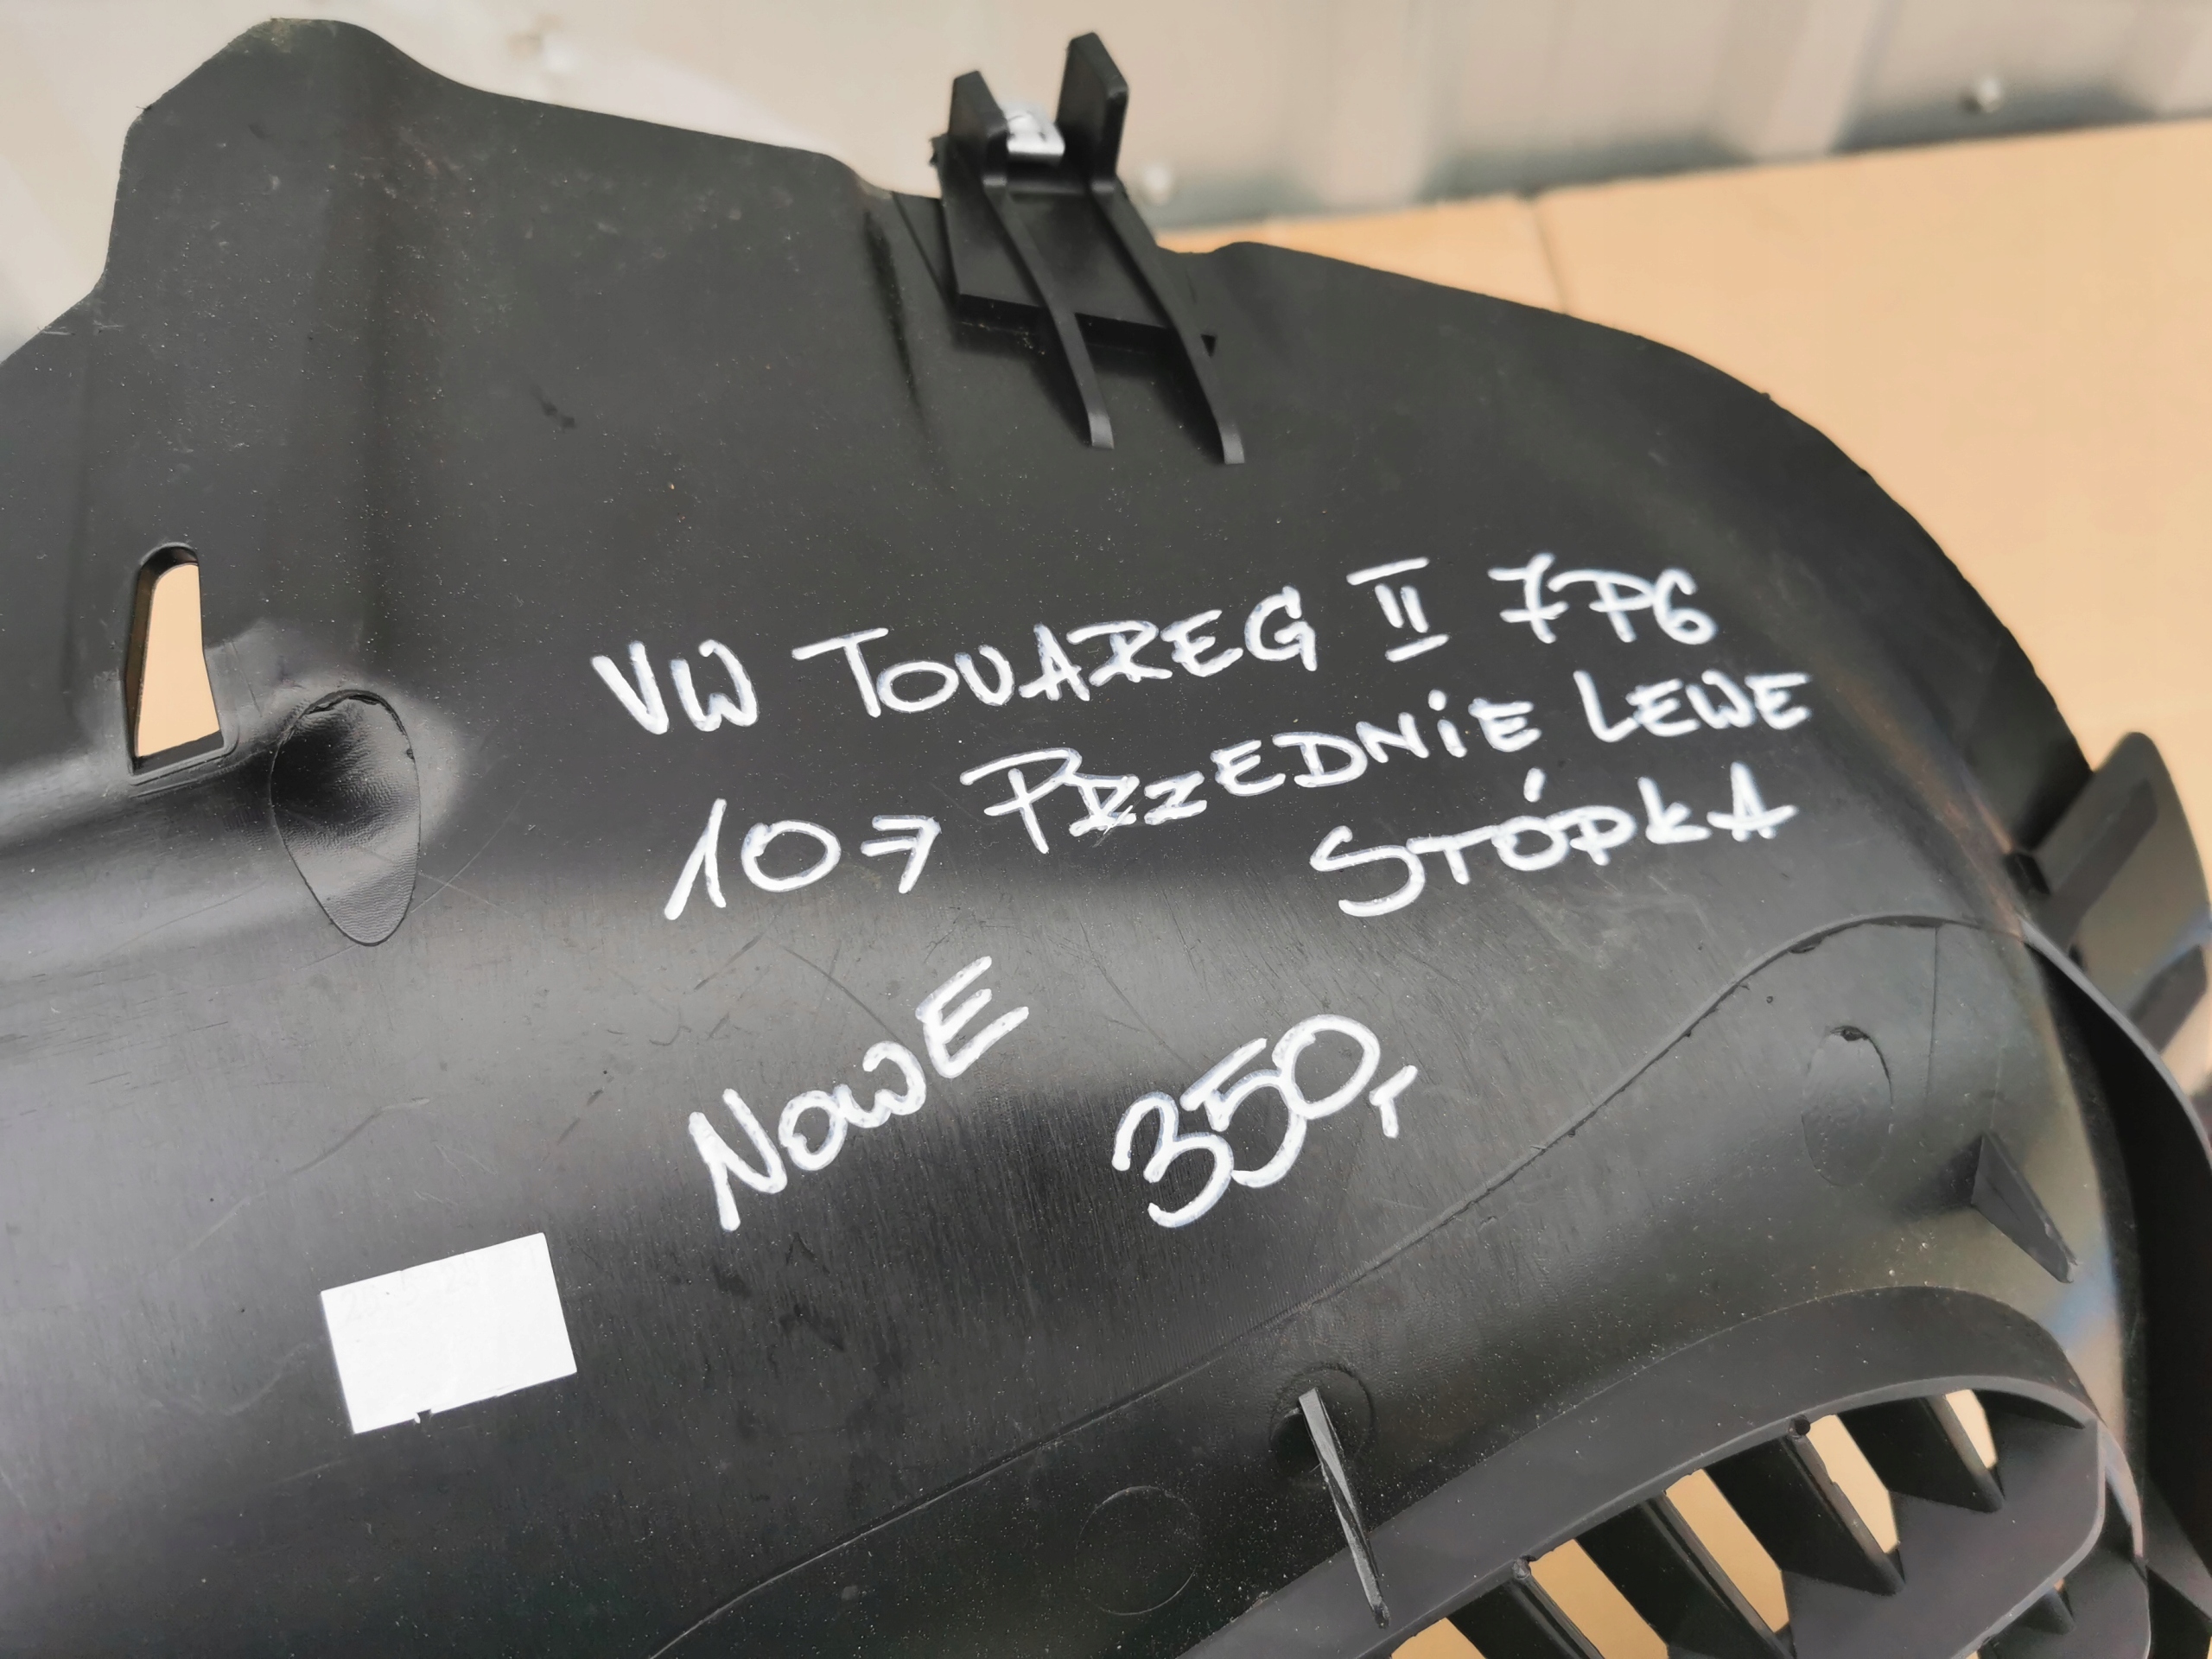 VW TOUAREG II 7P6
10→ PRZEDNIE LEWE
STÓPKA
NOWE
350,-